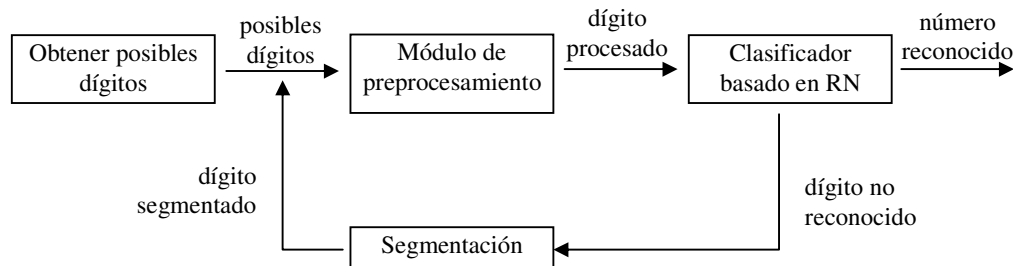 Obtener posibles
dígitos
posibles
dígitos
Módulo de
preprocesamiento
dígito
procesado
Clasificador
basado en RN
número
reconocido
dígito
segmentado
Segmentación
dígito no
reconocido